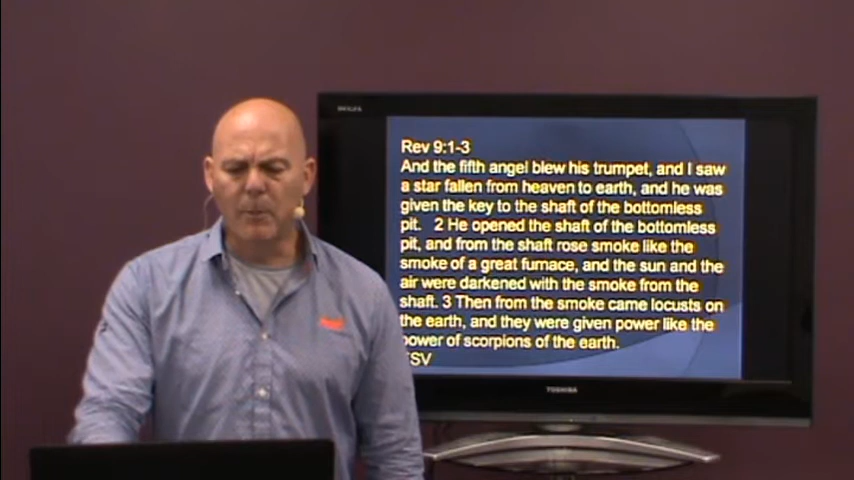 Rev 9:1-3
And the fifth angel blew his trumpet, and I saw
a star fallen from heaven to earth, and he was
given the key to the shaft of the bottomless
pit. 2 He opened the shaft of the bottomless
pit, and from the shaft rose smoke like the
smoke of a great furnace, and the sun and the
air were darkened with the smoke from the
shaft. 3 Then from the smoke came locusts on
the earth, and they were given power like the
power of scorpions of the earth.
ESV
TOSHIBA